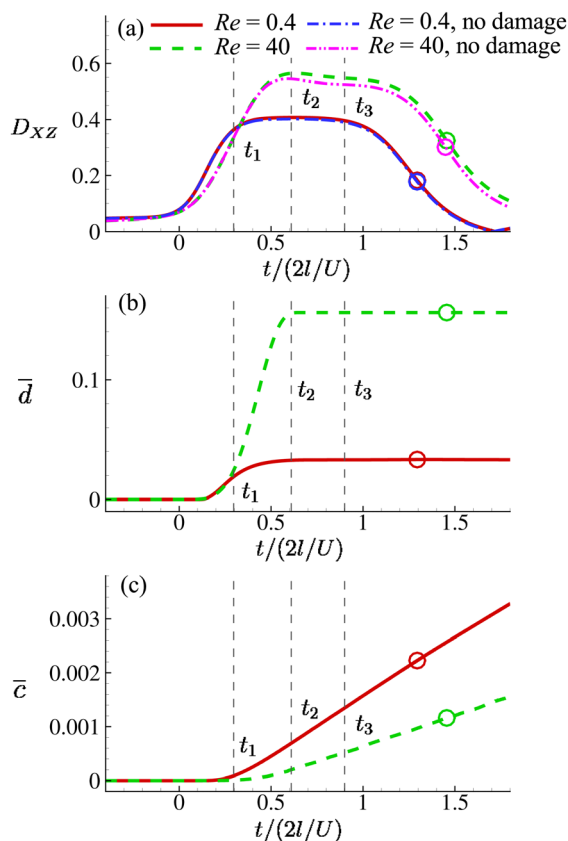 (a)
Re = 0.4
Re = 0.4, no damage
Re = 40
Re = 40, no damage
0.6
0.4
0.2
0
D_XZ
t_1
t_2
t_3
0 0.5 1 1.5
t/(2l/U)
(b)
0.1
0
d̅
t_1
t_2
t_3
0 0.5 1 1.5
t/(2l/U)
(c)
0.003
0.002
0.001
0
c̅
t_1
t_2
t_3
0 0.5 1 1.5
t/(2l/U)